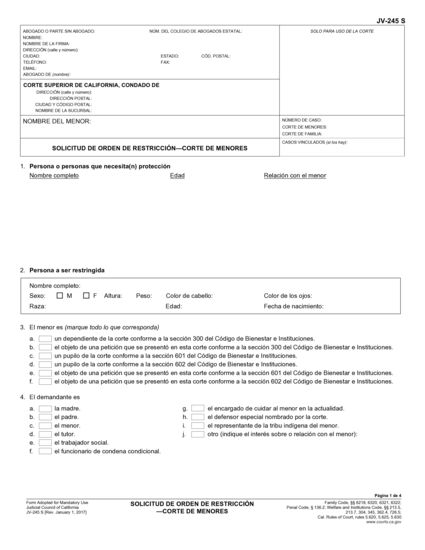 JV-245 S
ABOGADO O PARTE SIN ABOGADO: NÚM. DEL COLEGIO DE ABOGADOS ESTATAL: SOLO PARA USO DE LA CORTE
NOMBRE:
NOMBRE DE LA FIRMA:
DIRECCIÓN (calle y número):
CIUDAD: ESTADO: CÓD. POSTAL:
TELÉFONO: FAX:
EMAIL:
ABOGADO DE (nombre):
CORTE SUPERIOR DE CALIFORNIA, CONDADO DE
DIRECCIÓN (calle y número):
DIRECCIÓN POSTAL:
CIUDAD Y CÓDIGO POSTAL:
NOMBRE DE LA SUCURSAL:
NOMBRE DEL MENOR:
NÚMERO DE CASO:
CORTE DE MENORES:
CORTE DE FAMILIA:
SOLICITUD DE ORDEN DE RESTRICCIÓN—CORTE DE MENORES
CASOS VINCULADOS (si los hay):
1. Persona o personas que necesita(n) protección
Nombre completo Edad Relación con el menor
2. Persona a ser restringida
Nombre completo:
Sexo: M F Altura: Peso: Color de cabello: Color de los ojos:
Raza: Edad: Fecha de nacimiento:
3. El menor es (marque todo lo que corresponda)
a. un dependiente de la corte conforme a la sección 300 del Código de Bienestar e Instituciones.
b. el objeto de una petición que se presentó en esta corte conforme a la sección 300 del Código de Bienestar e Instituciones.
c. un pupilo de la corte conforme a la sección 601 del Código de Bienestar e Instituciones.
d. un pupilo de la corte conforme a la sección 602 del Código de Bienestar e Instituciones.
e. el objeto de una petición que se presentó en esta corte conforme a la sección 601 del Código de Bienestar e Instituciones.
f. el objeto de una petición que se presentó en esta corte conforme a la sección 602 del Código de Bienestar e Instituciones.
4. El demandante es
a. la madre.
b. el padre.
c. el menor.
d. el tutor.
e. el trabajador social.
f. el funcionario de condena condicional.
g. el encargado de cuidar al menor en la actualidad.
h. el defensor especial nombrado por la corte.
i. el representante de la tribu indígena del menor.
j. otro (indique el interés sobre o relación con el menor):
Página 1 de 4
Form Adopted for Mandatory Use
Judicial Council of California
JV-245 S [Rev. January 1, 2017]
SOLICITUD DE ORDEN DE RESTRICCIÓN
—CORTE DE MENORES
Family Code, §§ 6218, 6320, 6321, 6322;
Penal Code, § 136.2; Welfare and Institutions Code, §§ 213.5,
213.7, 304, 345, 362.4, 726.5;
Cal. Rules of Court, rules 5.620, 5.625, 5.630
www.courts.ca.gov